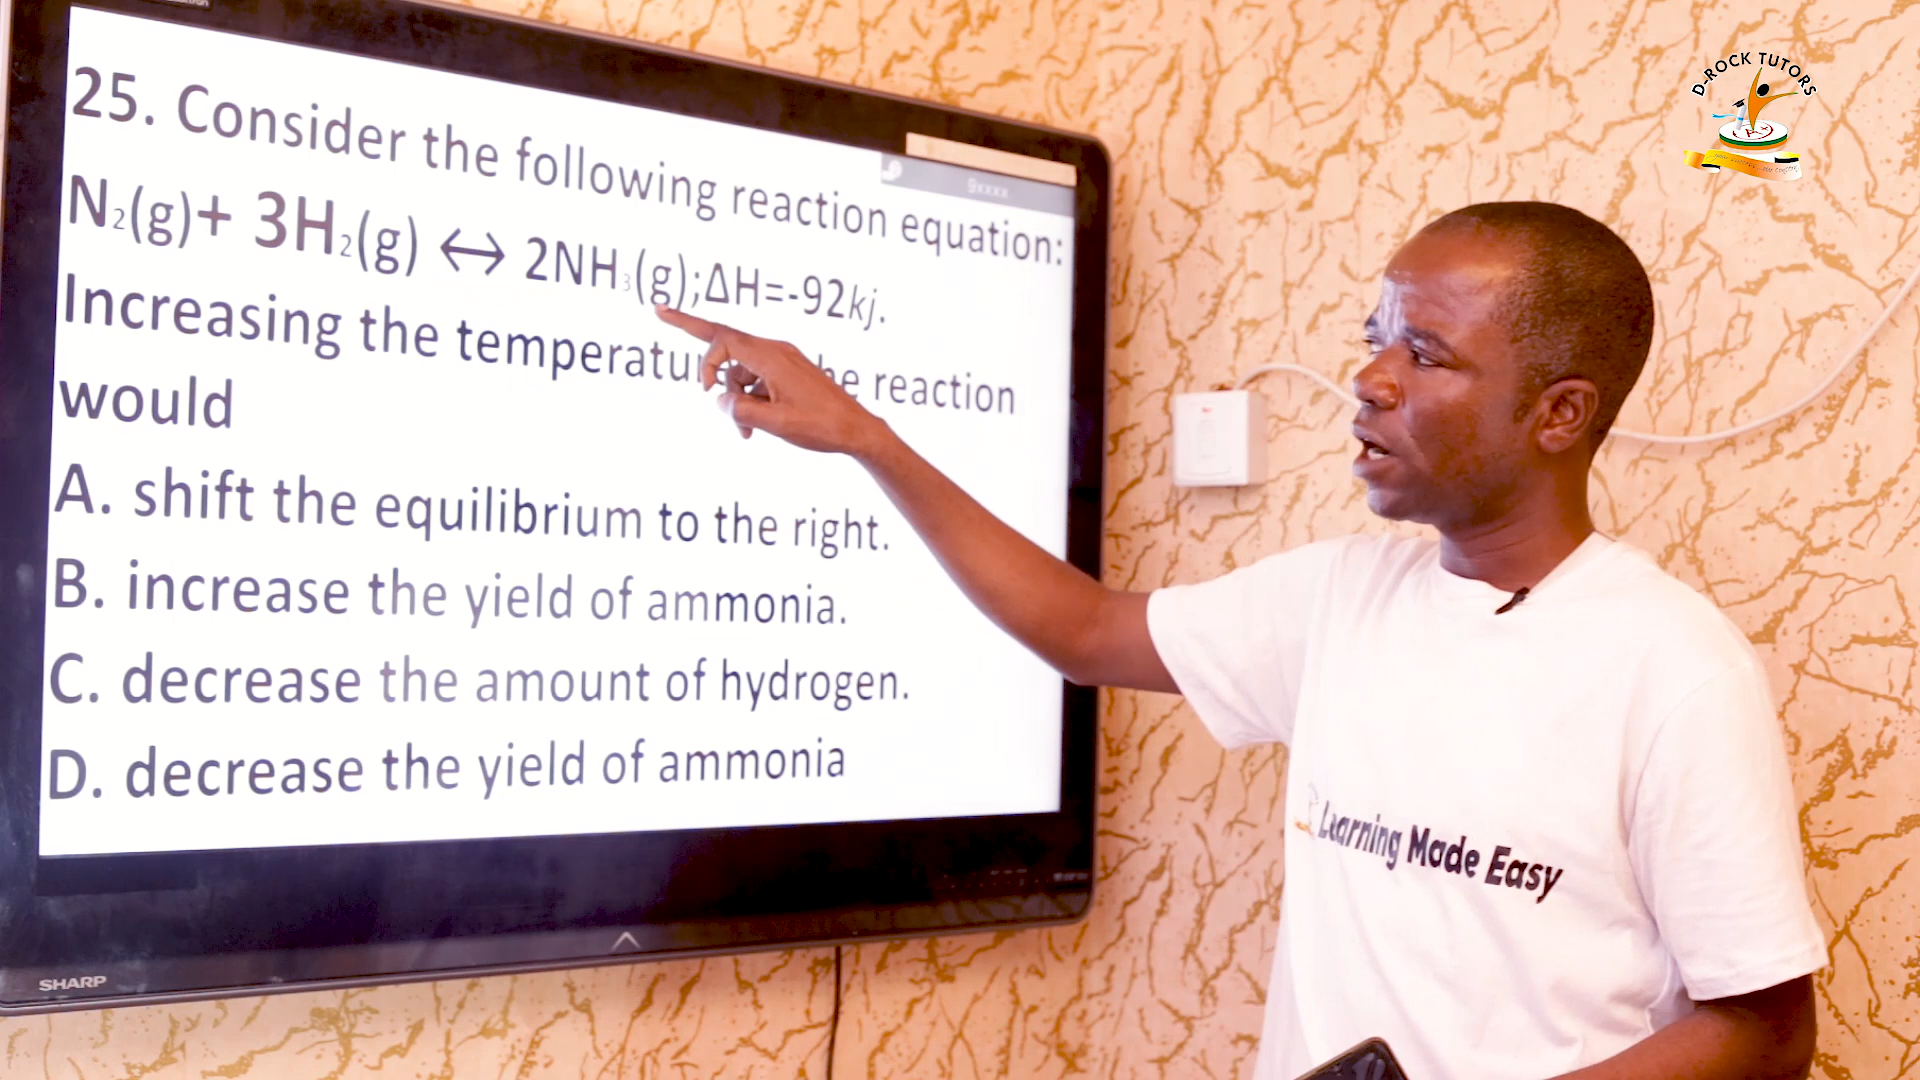 25. Consider the following reaction equation:
N₂(g)+ 3H₂(g) ↔ 2NH₃(g);ΔH=-92kj.
Increasing the temperature the reaction
would
A. shift the equilibrium to the right.
B. increase the yield of ammonia.
C. decrease the amount of hydrogen.
D. decrease the yield of ammonia
SHARP
D-ROCK TUTORS
A+
Learning Made Easy